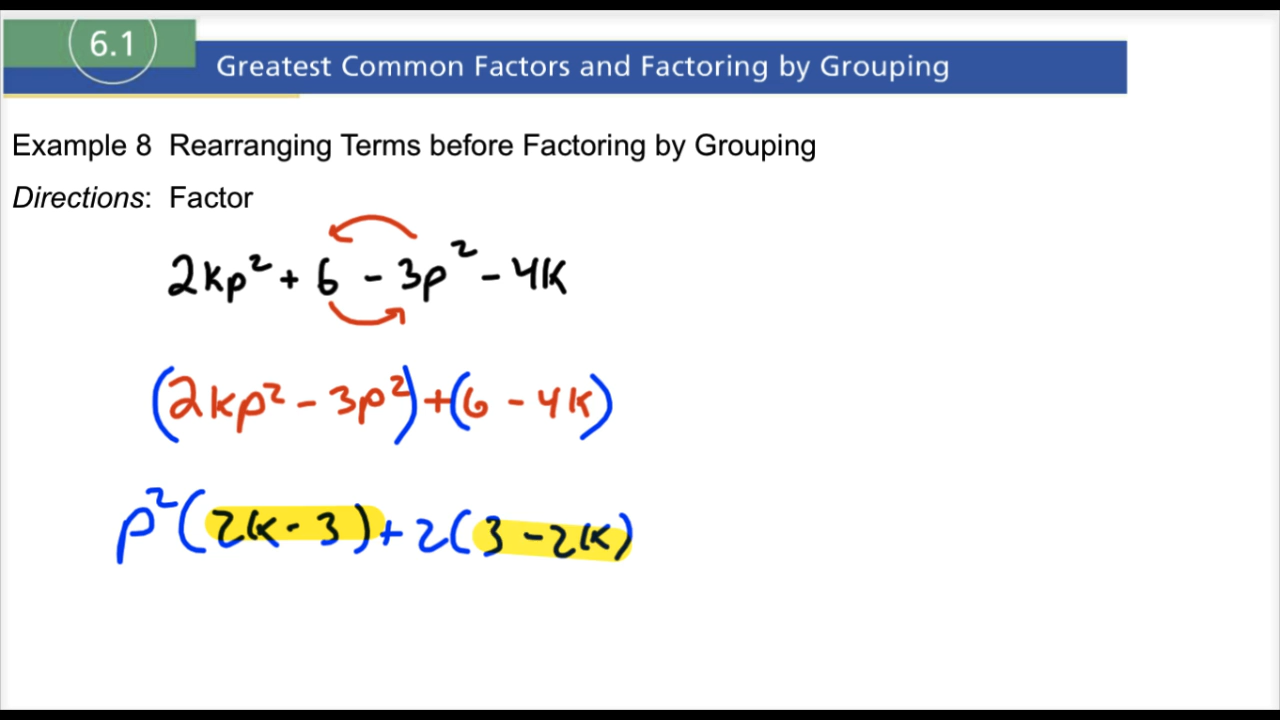 6.1
Greatest Common Factors and Factoring by Grouping
Example 8 Rearranging Terms before Factoring by Grouping
Directions: Factor
2kp² + 6 - 3p² - 4k
(2kp² - 3p²) + (6 - 4k)
p²(2k - 3) + 2(3 - 2k)